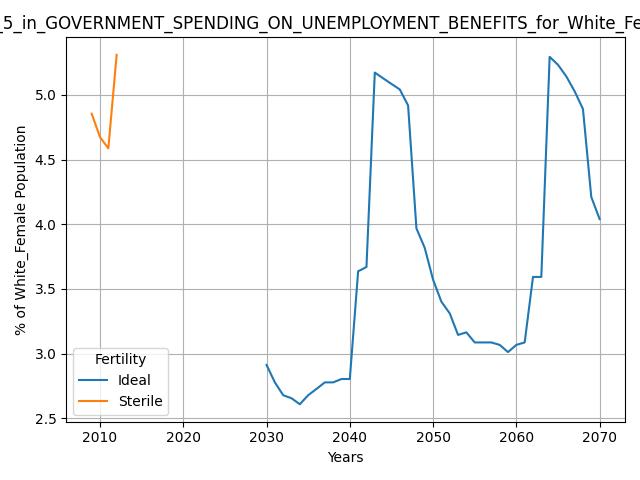 _5_in_GOVERNMENT_SPENDING_ON_UNEMPLOYMENT_BENEFITS_for_White_Fe
% of White_Female Population
5.0
4.5
4.0
3.5
3.0
2.5
Fertility
Ideal
Sterile
2010 2020 2030 2040 2050 2060 2070
Years